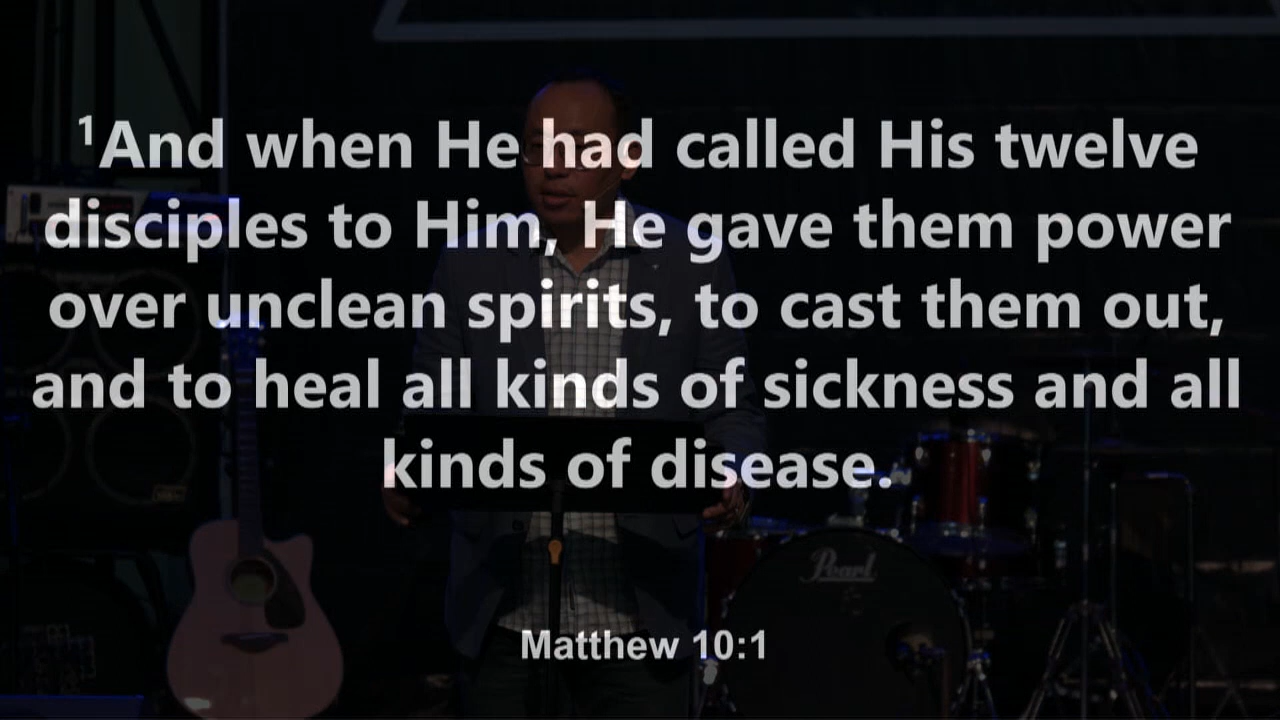 ¹And when He had called His twelve
disciples to Him, He gave them power
over unclean spirits, to cast them out,
and to heal all kinds of sickness and all
kinds of disease.
Pearl
Matthew 10:1